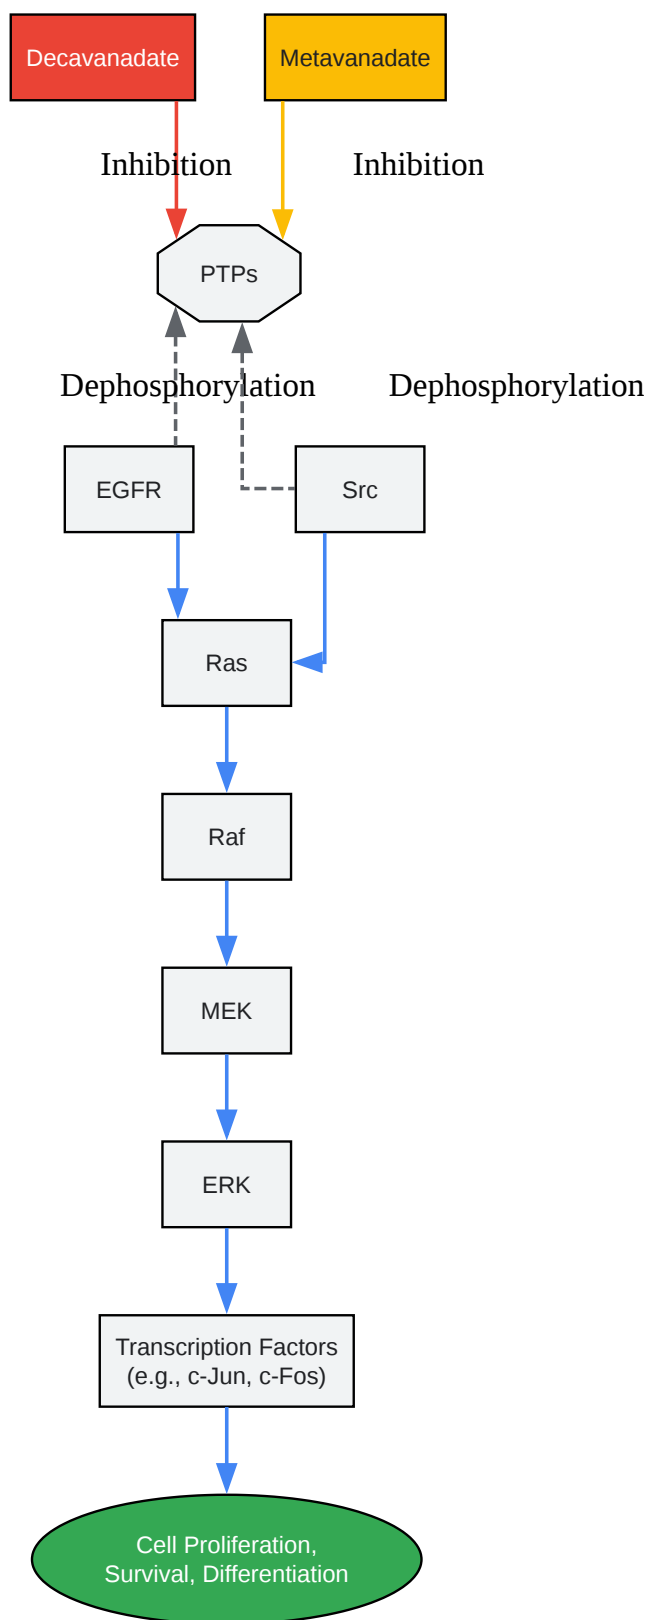 Decavanadate
Metavanadate
Inhibition
Inhibition
PTPs
Dephosphorylation
Dephosphorylation
EGFR
Src
Ras
Raf
MEK
ERK
Transcription Factors
(e.g., c-Jun, c-Fos)
Cell Proliferation,
Survival, Differentiation